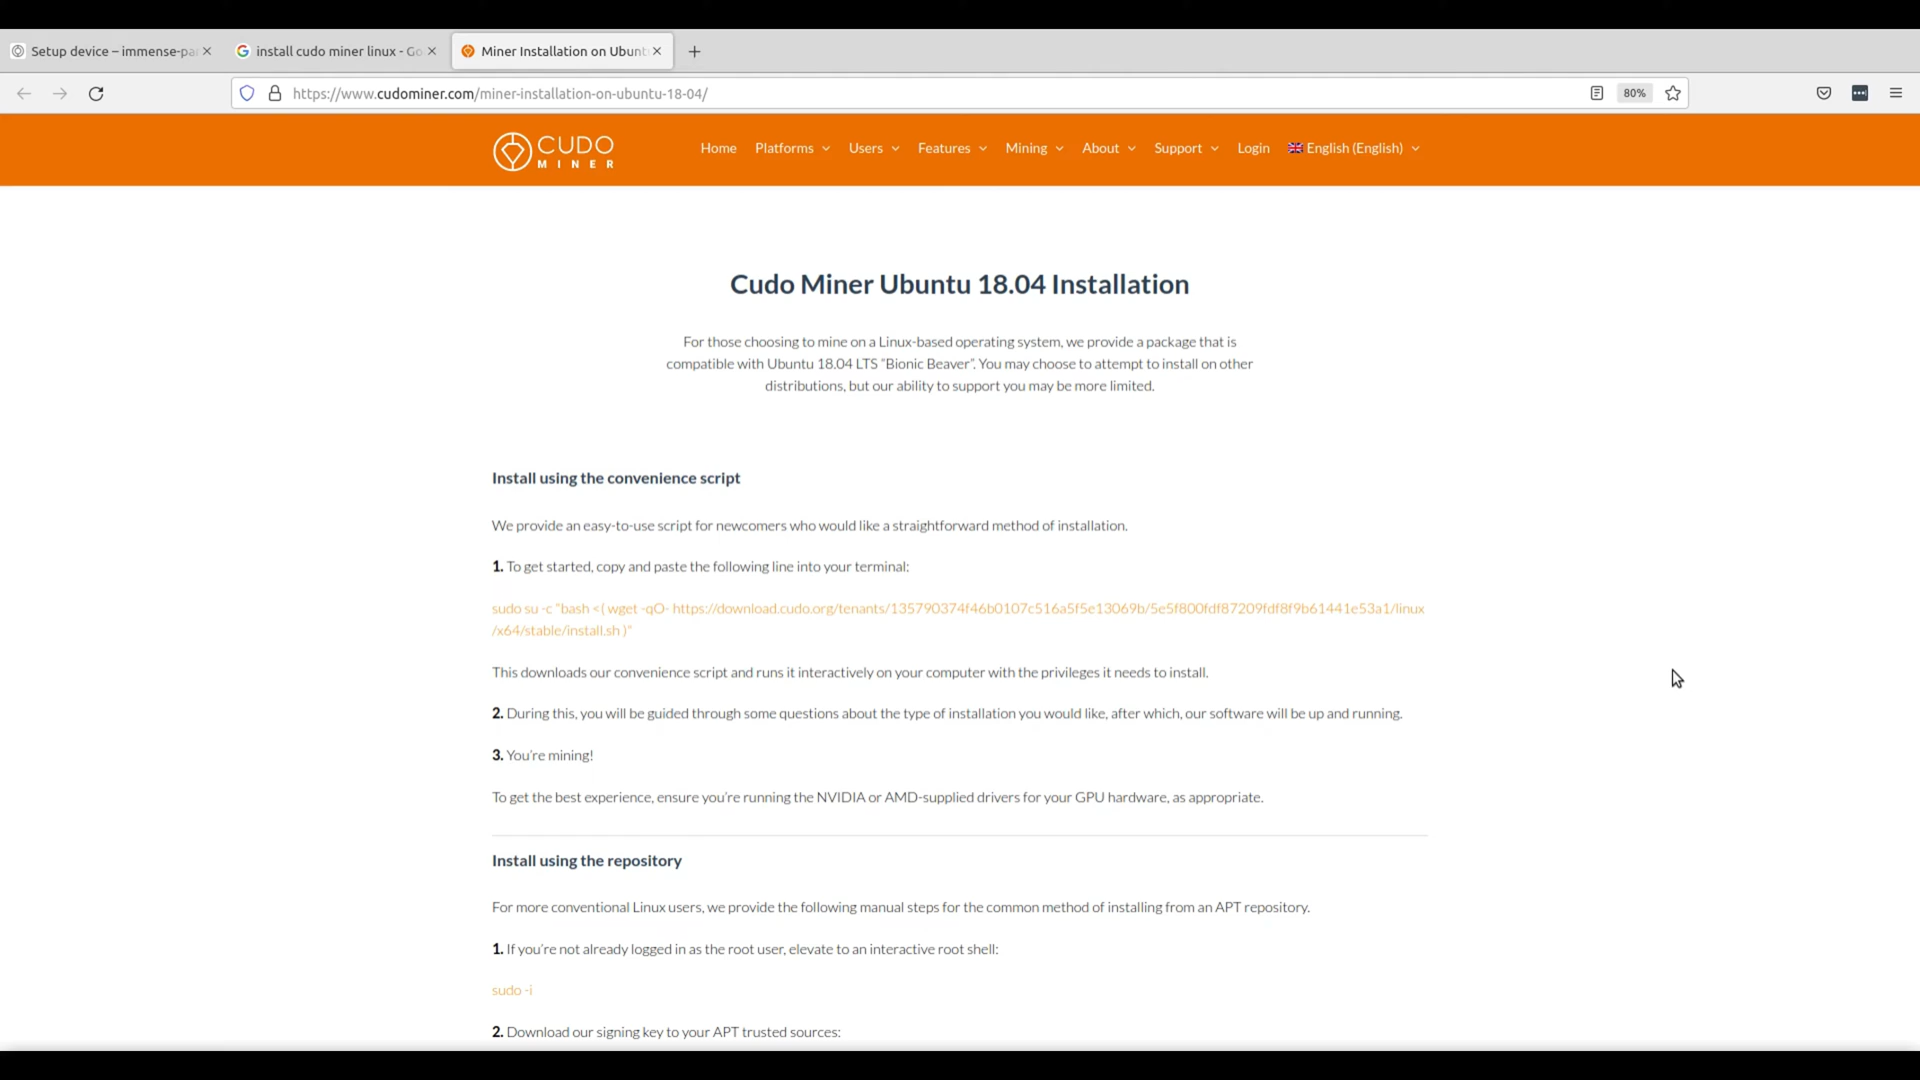 Setup device – immense-pa
install cudo miner linux - Go
Miner Installation on Ubunt
https://www.cudominer.com/miner-installation-on-ubuntu-18-04/
80%
CUDO
MINER
Home
Platforms
Users
Features
Mining
About
Support
Login
English (English)
Cudo Miner Ubuntu 18.04 Installation
For those choosing to mine on a Linux-based operating system, we provide a package that is
compatible with Ubuntu 18.04 LTS “Bionic Beaver”. You may choose to attempt to install on other
distributions, but our ability to support you may be more limited.
Install using the convenience script
We provide an easy-to-use script for newcomers who would like a straightforward method of installation.
1. To get started, copy and paste the following line into your terminal:
sudo su -c "bash <( wget -qO- https://download.cudo.org/tenants/135790374f46b0107c516a5f5e13069b/5e5f800fdf87209fdf8f9b61441e53a1/linux
/x64/stable/install.sh )"
This downloads our convenience script and runs it interactively on your computer with the privileges it needs to install.
2. During this, you will be guided through some questions about the type of installation you would like, after which, our software will be up and running.
3. You’re mining!
To get the best experience, ensure you’re running the NVIDIA or AMD-supplied drivers for your GPU hardware, as appropriate.
Install using the repository
For more conventional Linux users, we provide the following manual steps for the common method of installing from an APT repository.
1. If you’re not already logged in as the root user, elevate to an interactive root shell:
sudo -i
2. Download our signing key to your APT trusted sources: